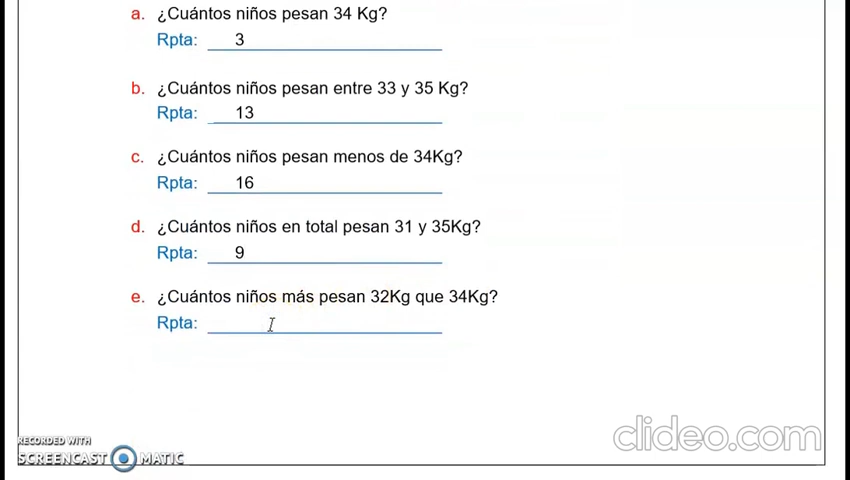 a. ¿Cuántos niños pesan 34 Kg?
Rpta: 3
b. ¿Cuántos niños pesan entre 33 y 35 Kg?
Rpta: 13
c. ¿Cuántos niños pesan menos de 34Kg?
Rpta: 16
d. ¿Cuántos niños en total pesan 31 y 35Kg?
Rpta: 9
e. ¿Cuántos niños más pesan 32Kg que 34Kg?
Rpta:
clideo.com
RECORDED WITH
SCREENCAST MATIC